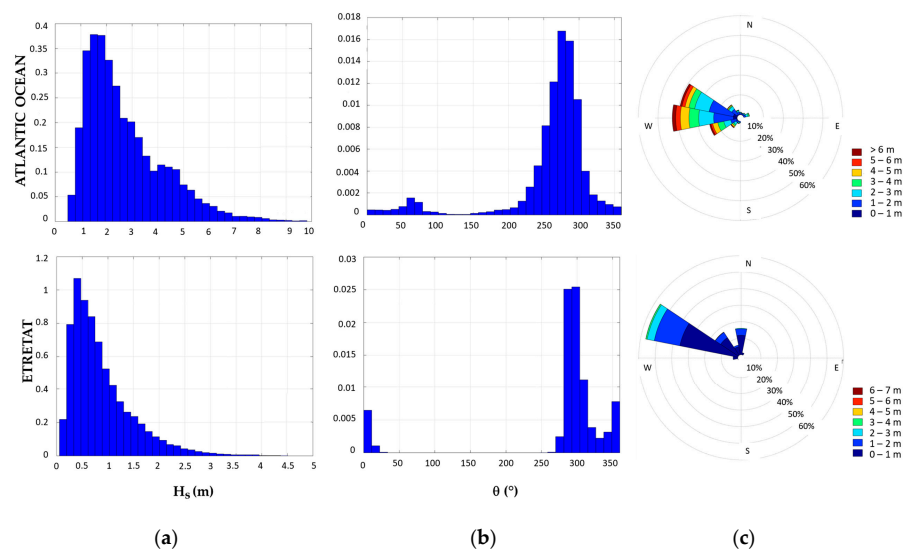 ATLANTIC OCEAN
0.4
0.35
0.3
0.25
0.2
0.15
0.1
0.05
0
0 1 2 3 4 5 6 7 8 9 10
0.018
0.016
0.014
0.012
0.010
0.008
0.006
0.004
0.002
0
0 50 100 150 200 250 300 350
N
W
E
S
10%
20%
30%
40%
50%
60%
> 6 m
5 – 6 m
4 – 5 m
3 – 4 m
2 – 3 m
1 – 2 m
0 – 1 m
ETRETAT
1.2
1
0.8
0.6
0.4
0.2
0
0 0.5 1 1.5 2 2.5 3 3.5 4 4.5 5
Hs (m)
0.03
0.025
0.02
0.015
0.01
0.005
0
0 50 100 150 200 250 300 350
θ (°)
N
W
E
S
10%
20%
30%
40%
50%
60%
6 – 7 m
5 – 6 m
4 – 5 m
3 – 4 m
2 – 3 m
1 – 2 m
0 – 1 m
(a) (b) (c)